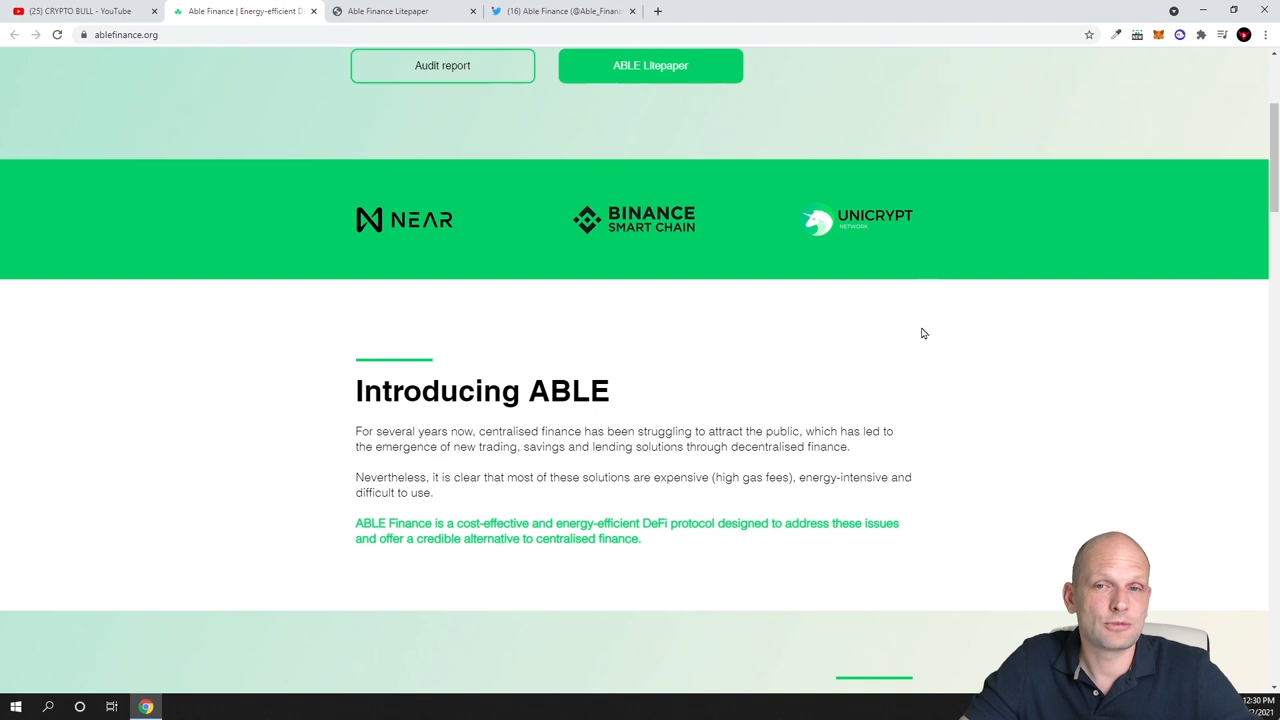 (25) CRYPTO BULL - YouTube
Able Finance | Energy-efficient D
Able Finance Litepaper
(16) Able Finance (@Able_Financ
ablefinance.org
Audit report
ABLE Litepaper
NEAR
BINANCE
SMART CHAIN
UNICRYPT
NETWORK
Introducing ABLE
For several years now, centralised finance has been struggling to attract the public, which has led to
the emergence of new trading, savings and lending solutions through decentralised finance.
Nevertheless, it is clear that most of these solutions are expensive (high gas fees), energy-intensive and
difficult to use.
ABLE Finance is a cost-effective and energy-efficient DeFi protocol designed to address these issues
and offer a credible alternative to centralised finance.
12:30 PM
/2021